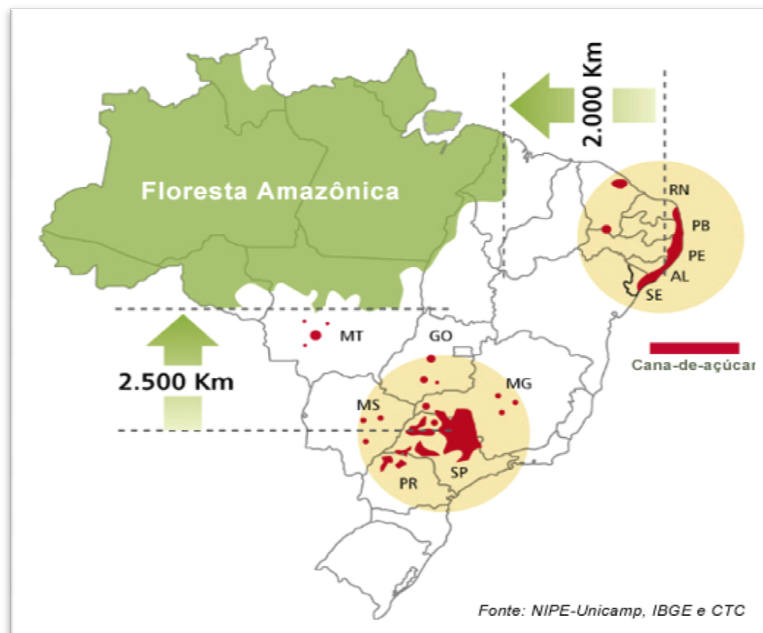 2.000 Km
Floresta Amazônica
RN
PB
PE
AL
SE
MT
GO
2.500 Km
MS
MG
Cana-de-açúcar
PR
SP
Fonte: NIPE-Unicamp, IBGE e CTC